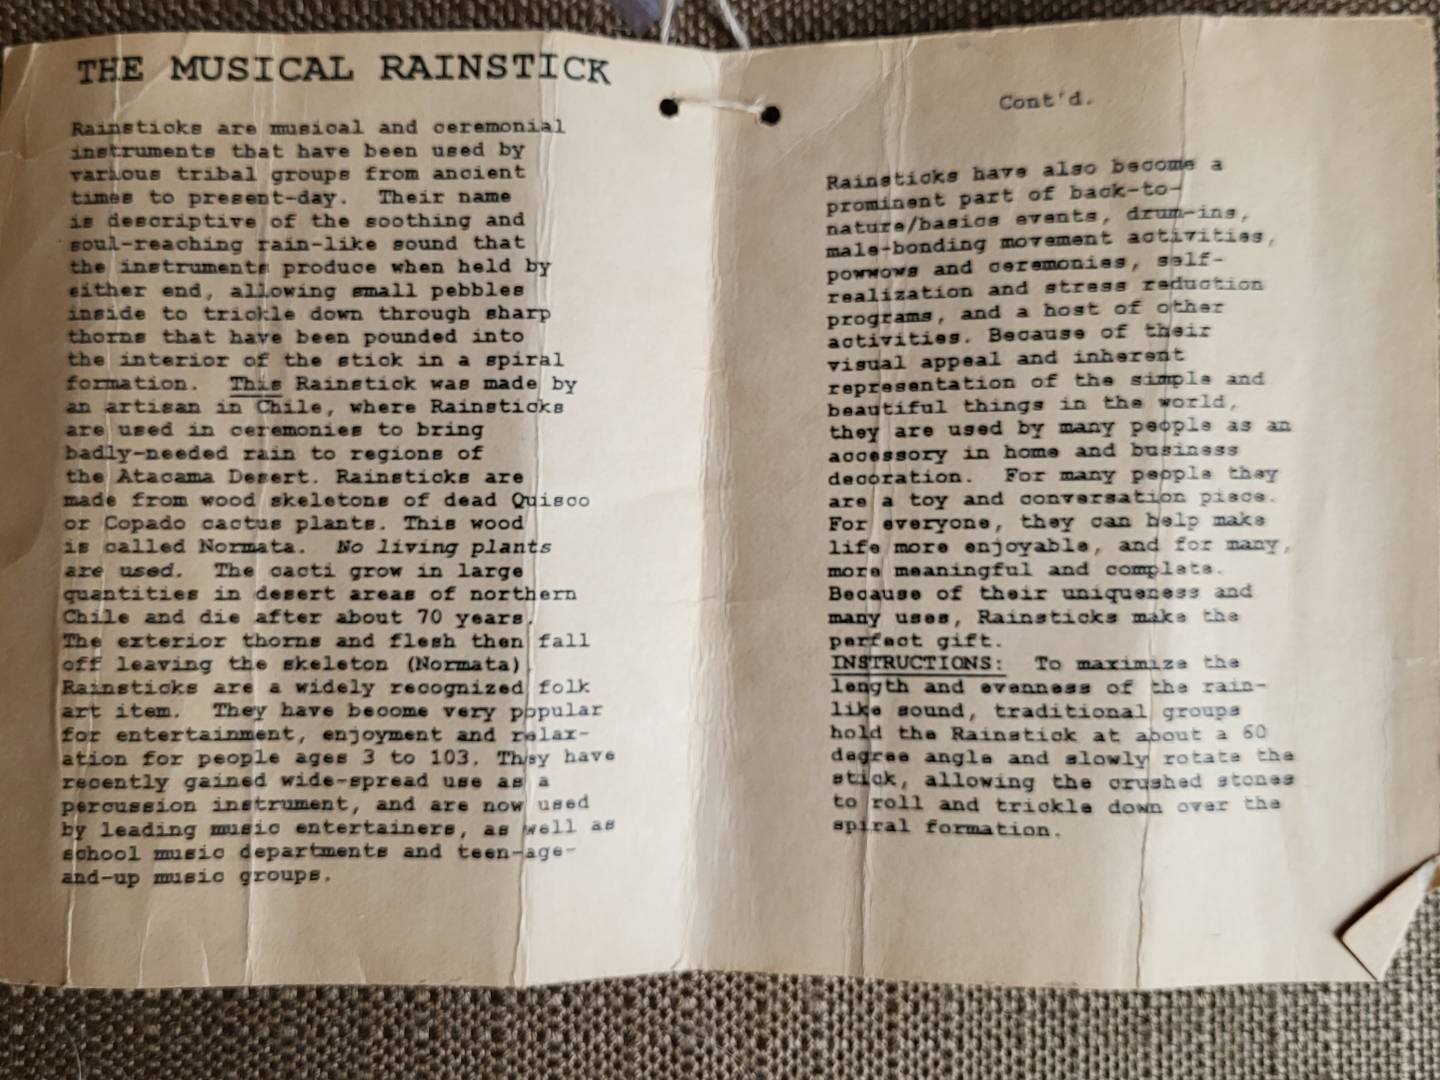 THE MUSICAL RAINSTICK
Rainsticks are musical and ceremonial
instruments that have been used by
various tribal groups from ancient
times to present-day. Their name
is descriptive of the soothing and
soul-reaching rain-like sound that
the instruments produce when held by
either end, allowing small pebbles
inside to trickle down through sharp
thorns that have been pounded into
the interior of the stick in a spiral
formation. This Rainstick was made by
an artisan in Chile, where Rainsticks
are used in ceremonies to bring
badly-needed rain to regions of
the Atacama Desert. Rainsticks are
made from wood skeletons of dead Quisco
or Copado cactus plants. This wood
is called Normata. No living plants
are used. The cacti grow in large
quantities in desert areas of northern
Chile and die after about 70 years.
The exterior thorns and flesh then fall
off leaving the skeleton (Normata)
Rainsticks are a widely recognized folk
art item. They have become very popular
for entertainment, enjoyment and relax-
ation for people ages 3 to 103. They have
recently gained wide-spread use as a
percussion instrument, and are now used
by leading music entertainers, as well as
school music departments and teen-age-
and-up music groups.
Cont'd.
Rainsticks have also become a
prominent part of back-to-
nature/basics events, drum-ins,
male-bonding movement activities,
powwows and ceremonies, self-
realization and stress reduction
programs, and a host of other
activities. Because of their
visual appeal and inherent
representation of the simple and
beautiful things in the world,
they are used by many people as an
accessory in home and business
decoration. For many people they
are a toy and conversation piece.
For everyone, they can help make
life more enjoyable, and for many,
more meaningful and complete.
Because of their uniqueness and
many uses, Rainsticks make the
perfect gift.
INSTRUCTIONS: To maximize the
length and evenness of the rain-
like sound, traditional groups
hold the Rainstick at about a 60
degree angle and slowly rotate the
stick, allowing the crushed stones
to roll and trickle down over the
spiral formation.